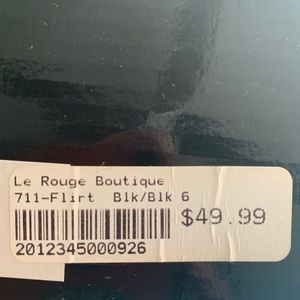 Le Rouge Boutique
711-Flirt Blk/Blk 6
$49.99
2012345000926